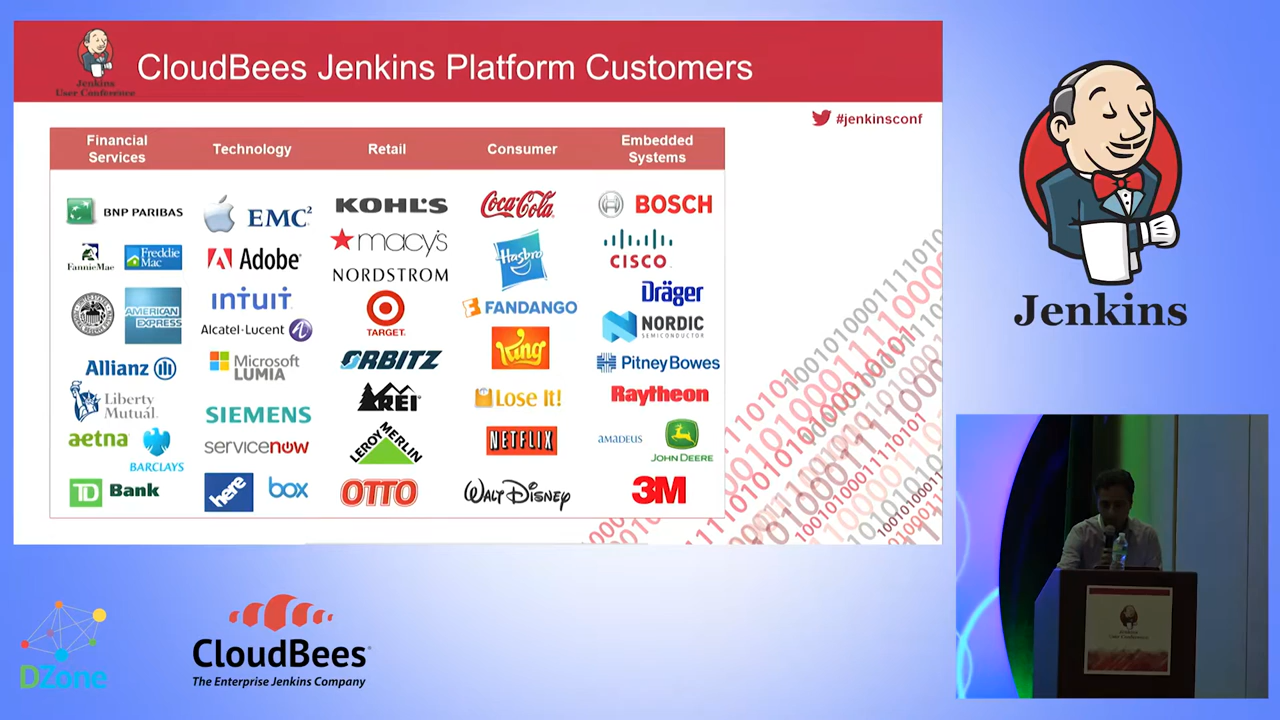 Jenkins
User Conference
CloudBees Jenkins Platform Customers
#jenkinsconf
Financial
Services
Technology
Retail
Consumer
Embedded
Systems
BNP PARIBAS
FannieMae
Freddie
Mac
AMERICAN
EXPRESS
Allianz
Liberty
Mutual.
aetna
BARCLAYS
TD Bank
EMC²
Adobe
intuit
Alcatel-Lucent
Microsoft
LUMIA
SIEMENS
servicenow
here
box
KOHL'S
macy's
NORDSTROM
TARGET
ORBITZ
REI
LEROY MERLIN
OTTO
Coca-Cola
Hasbro
FANDANGO
King
Lose It!
NETFLIX
WALT DISNEY
BOSCH
CISCO
Dräger
NORDIC
SEMICONDUCTOR
Pitney Bowes
Raytheon
AMADEUS
JOHN DEERE
3M
Jenkins
DZone
CloudBees
The Enterprise Jenkins Company
Jenkins
User Conference